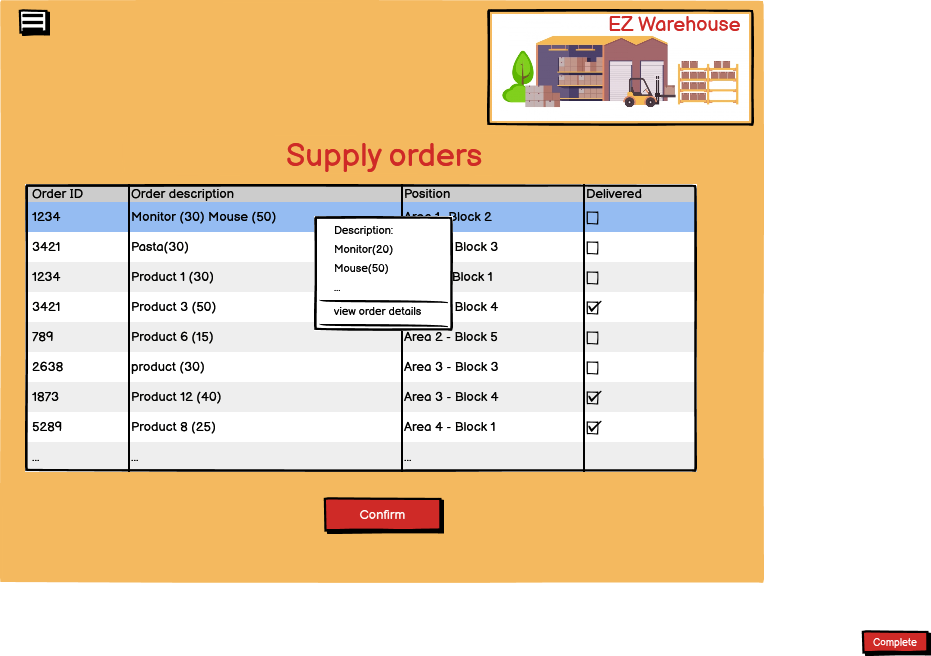 EZ Warehouse
Supply orders
Order ID Order description Position Delivered
1234 Monitor (30) Mouse (50) Area 1- Block 2
3421 Pasta(30) Block 3
1234 Product 1 (30) Block 1
3421 Product 3 (50) Block 4
789 Product 6 (15) Area 2 - Block 5
2638 product (30) Area 3 - Block 3
1873 Product 12 (40) Area 3 - Block 4
5289 Product 8 (25) Area 4 - Block 1
... ... ...
Description:
Monitor(20)
Mouse(50)
...
view order details
Confirm
Complete